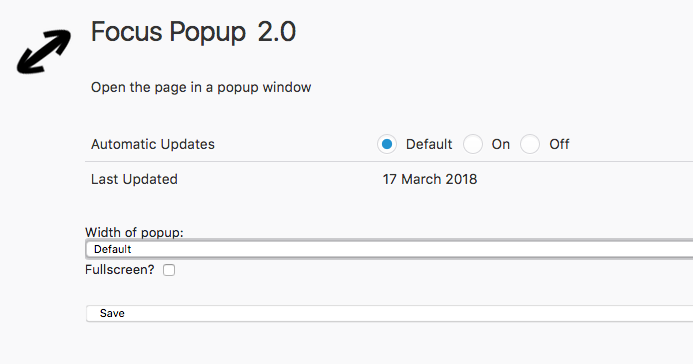 Focus Popup 2.0
Open the page in a popup window
Automatic Updates Default On Off
Last Updated 17 March 2018
Width of popup:
Default
Fullscreen?
Save